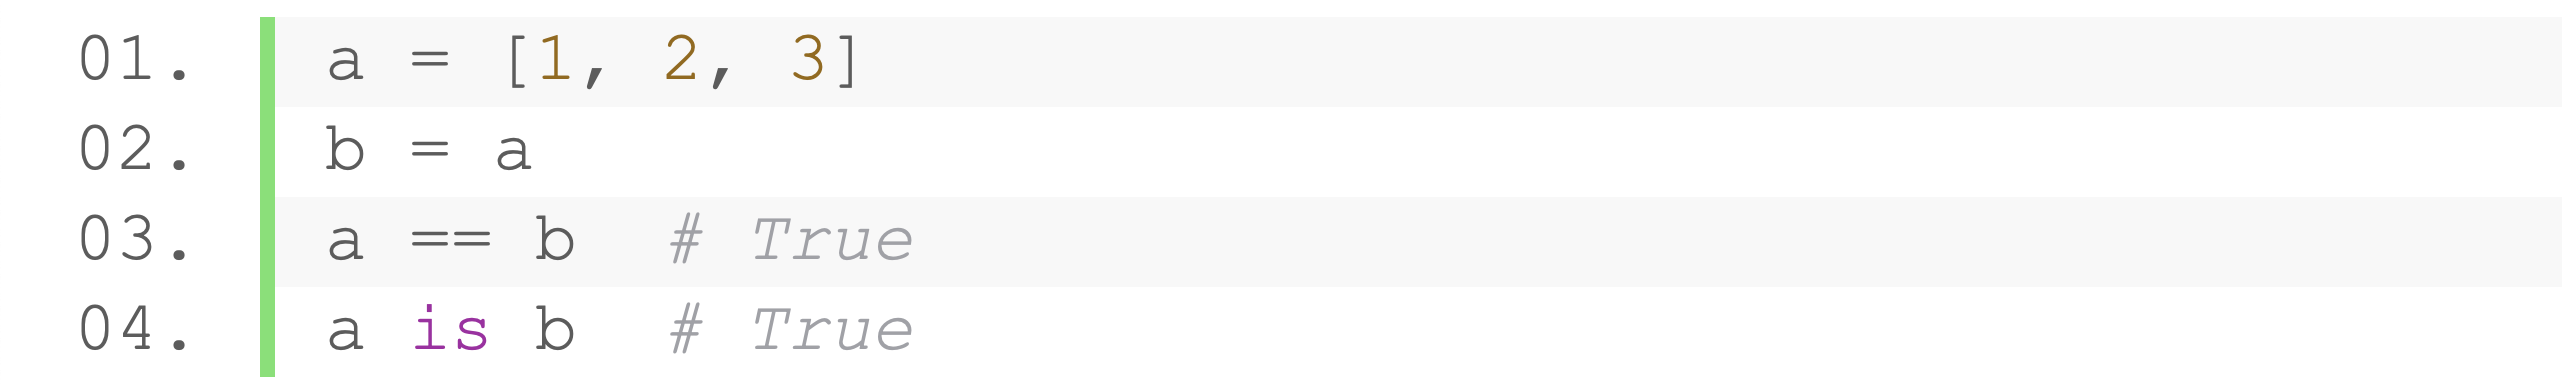 01. a = [1, 2, 3]
02. b = a
03. a == b  # True
04. a is b  # True